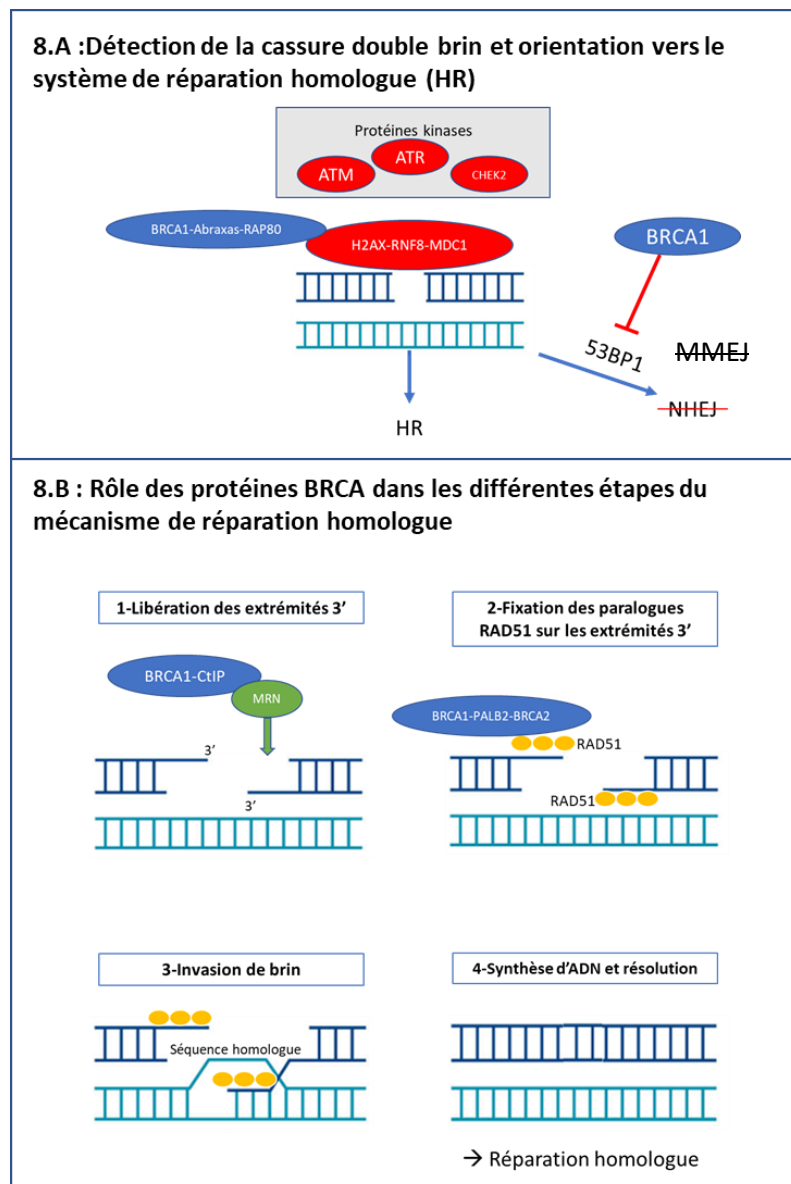 8.A :Détection de la cassure double brin et orientation vers le
système de réparation homologue (HR)
Protéines kinases
ATM
ATR
CHEK2
BRCA1-Abraxas-RAP80
H2AX-RNF8-MDC1
BRCA1
53BP1
MMEJ
NHEJ
HR
8.B : Rôle des protéines BRCA dans les différentes étapes du
mécanisme de réparation homologue
1-Libération des extrémités 3’
BRCA1-CtIP
MRN
3’
3’
2-Fixation des paralogues
RAD51 sur les extrémités 3’
BRCA1-PALB2-BRCA2
RAD51
RAD51
3-Invasion de brin
Séquence homologue
4-Synthèse d’ADN et résolution
→ Réparation homologue